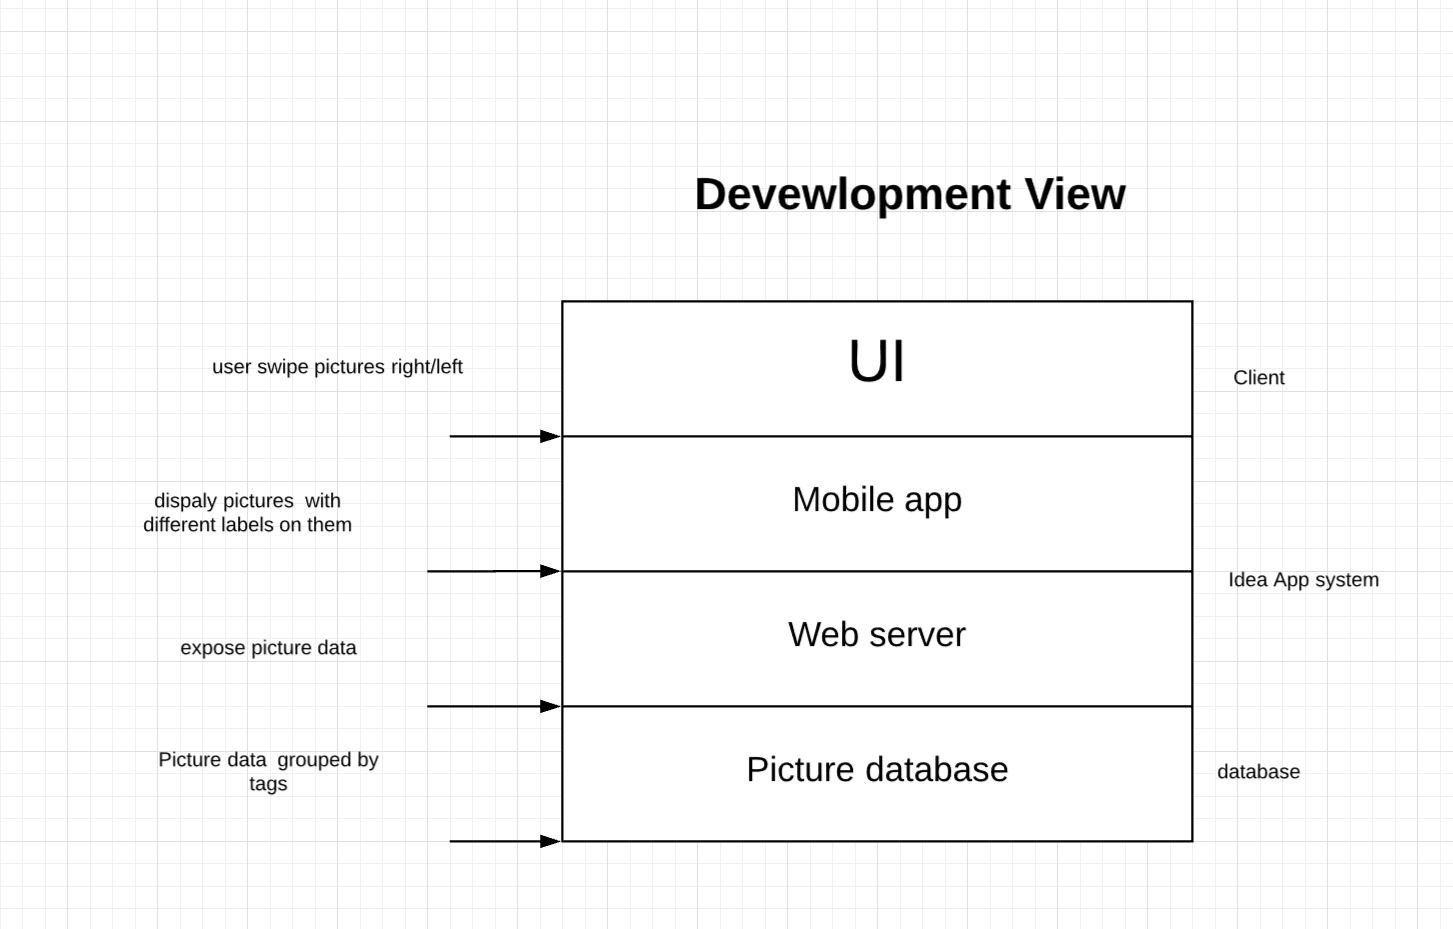 Devewlopment View
user swipe pictures right/left
UI
Client
dispaly pictures  with
different labels on them
Mobile app
Idea App system
expose picture data
Web server
Picture data  grouped by
tags
Picture database
database